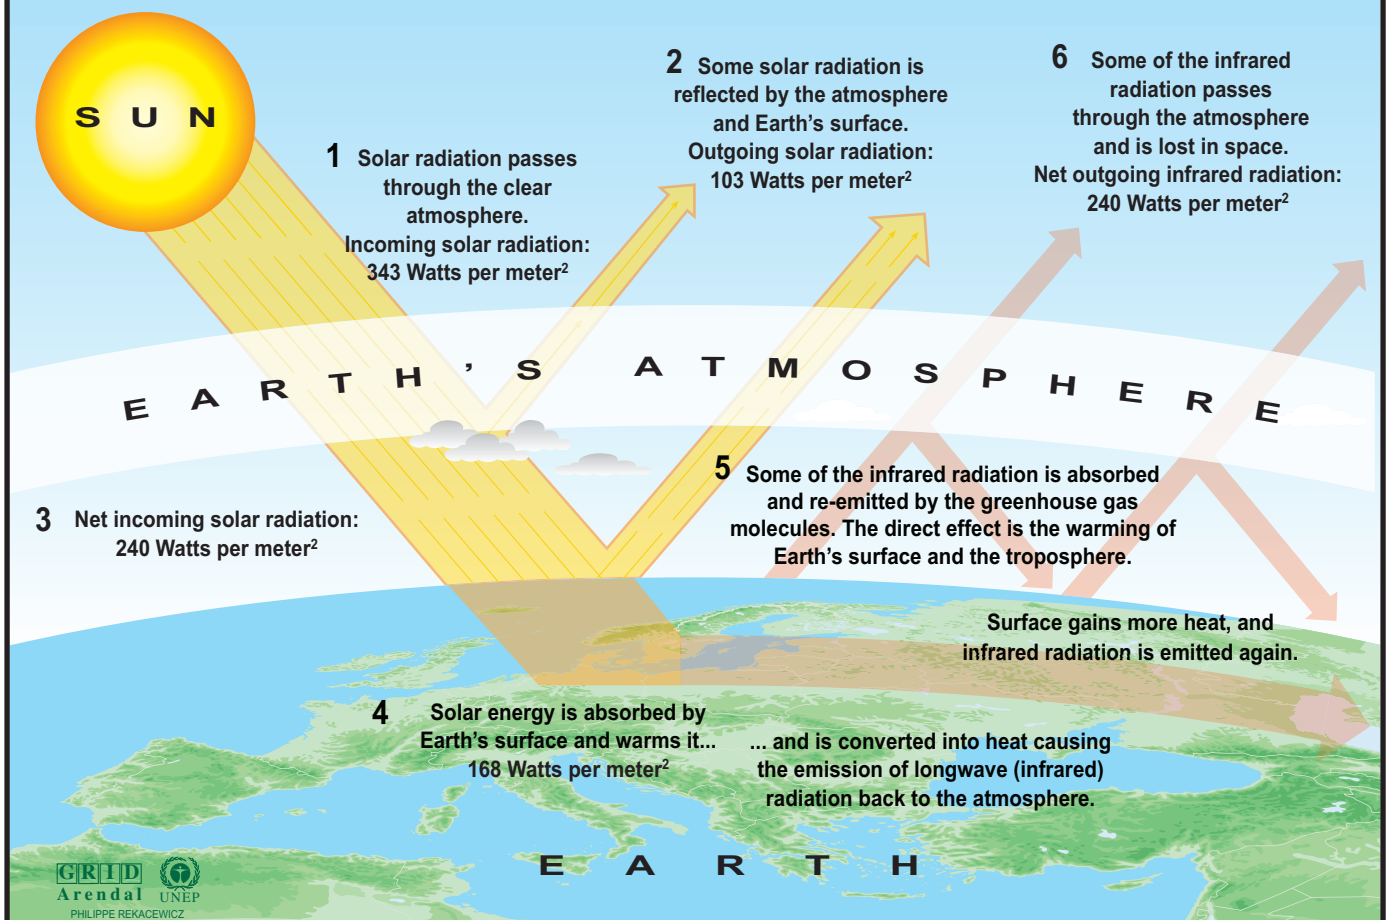 SUN
1 Solar radiation passes
through the clear
atmosphere.
Incoming solar radiation:
343 Watts per meter²
2 Some solar radiation is
reflected by the atmosphere
and Earth's surface.
Outgoing solar radiation:
103 Watts per meter²
6 Some of the infrared
radiation passes
through the atmosphere
and is lost in space.
Net outgoing infrared radiation:
240 Watts per meter²
EARTH'S ATMOSPHERE
3 Net incoming solar radiation:
240 Watts per meter²
5 Some of the infrared radiation is absorbed
and re-emitted by the greenhouse gas
molecules. The direct effect is the warming of
Earth's surface and the troposphere.
Surface gains more heat, and
infrared radiation is emitted again.
4 Solar energy is absorbed by
Earth's surface and warms it...
168 Watts per meter²
... and is converted into heat causing
the emission of longwave (infrared)
radiation back to the atmosphere.
EARTH
GRID
Arendal
UNEP
PHILIPPE REKACEWICZ